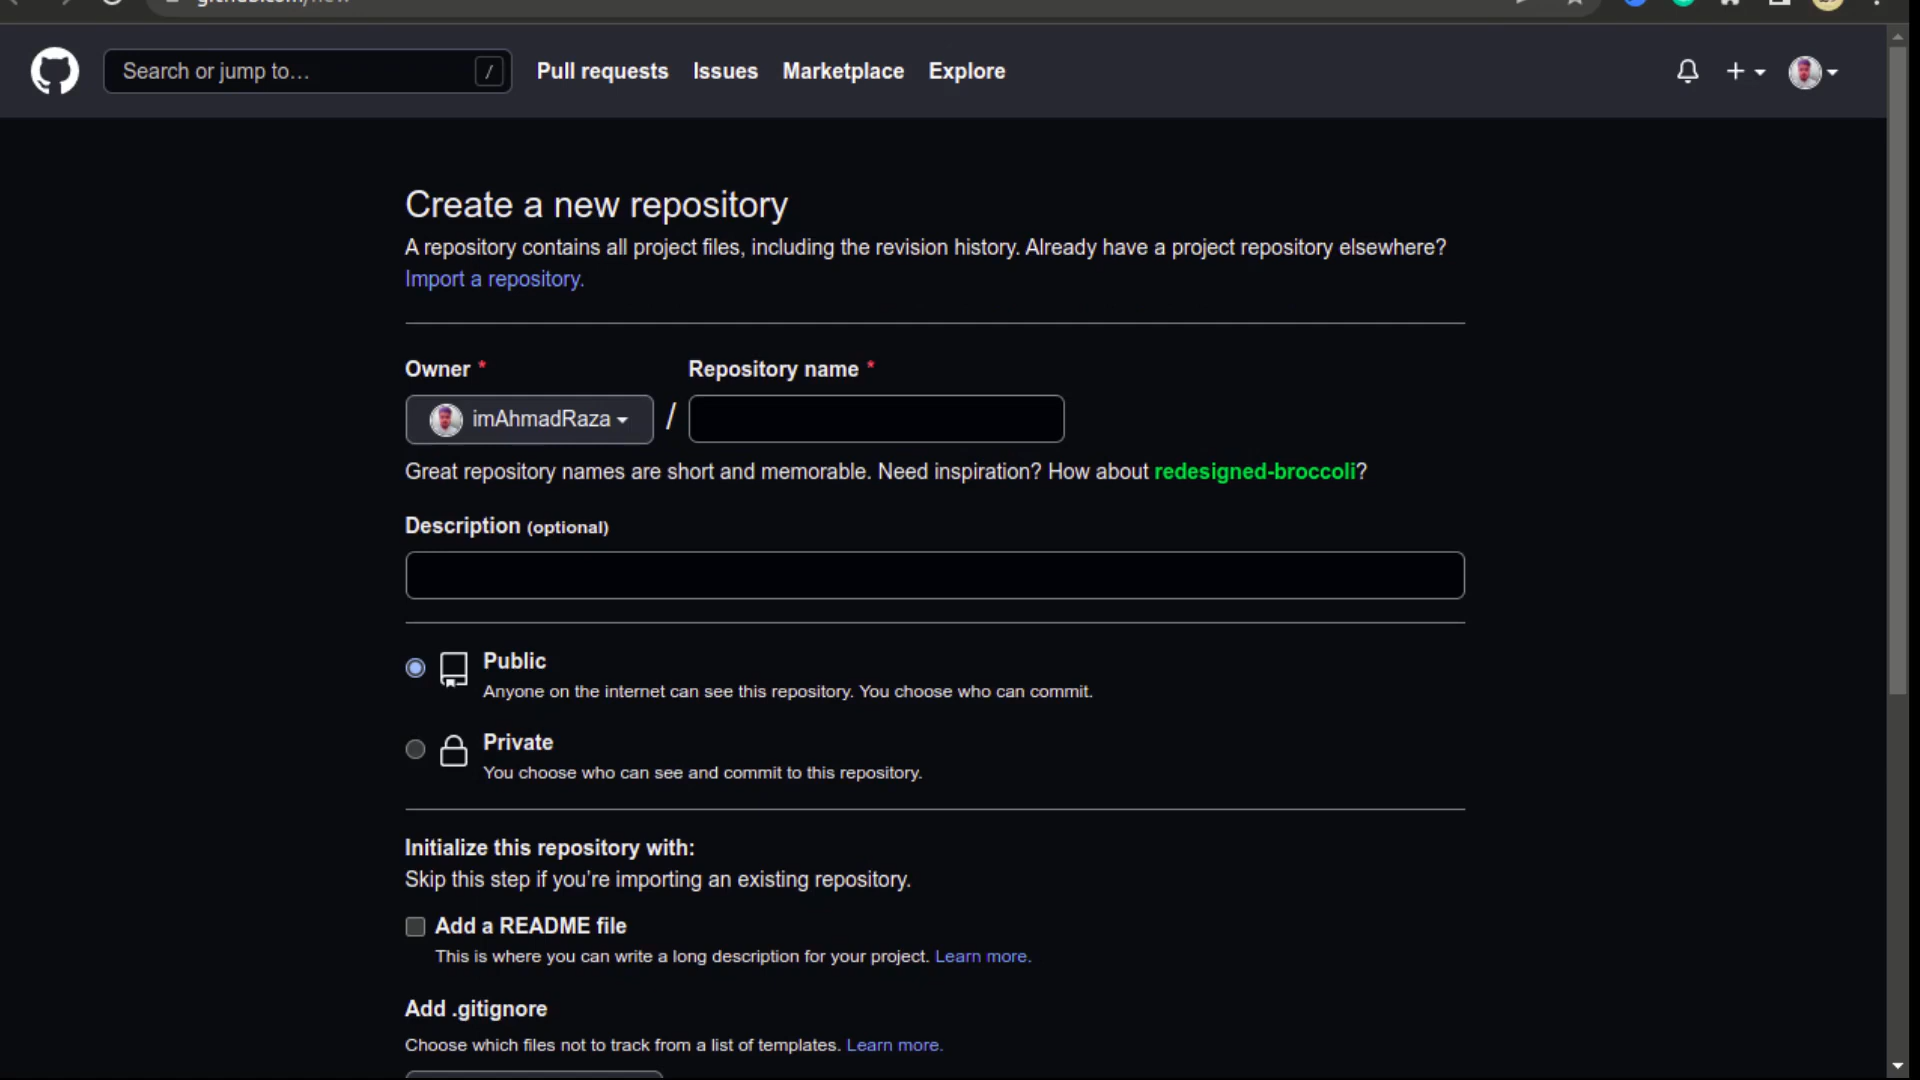 Search or jump to… /
Pull requests Issues Marketplace Explore
Create a new repository
A repository contains all project files, including the revision history. Already have a project repository elsewhere?
Import a repository.
Owner * Repository name *
imAhmadRaza /
Great repository names are short and memorable. Need inspiration? How about redesigned-broccoli?
Description (optional)
Public
Anyone on the internet can see this repository. You choose who can commit.
Private
You choose who can see and commit to this repository.
Initialize this repository with:
Skip this step if you’re importing an existing repository.
Add a README file
This is where you can write a long description for your project. Learn more.
Add .gitignore
Choose which files not to track from a list of templates. Learn more.